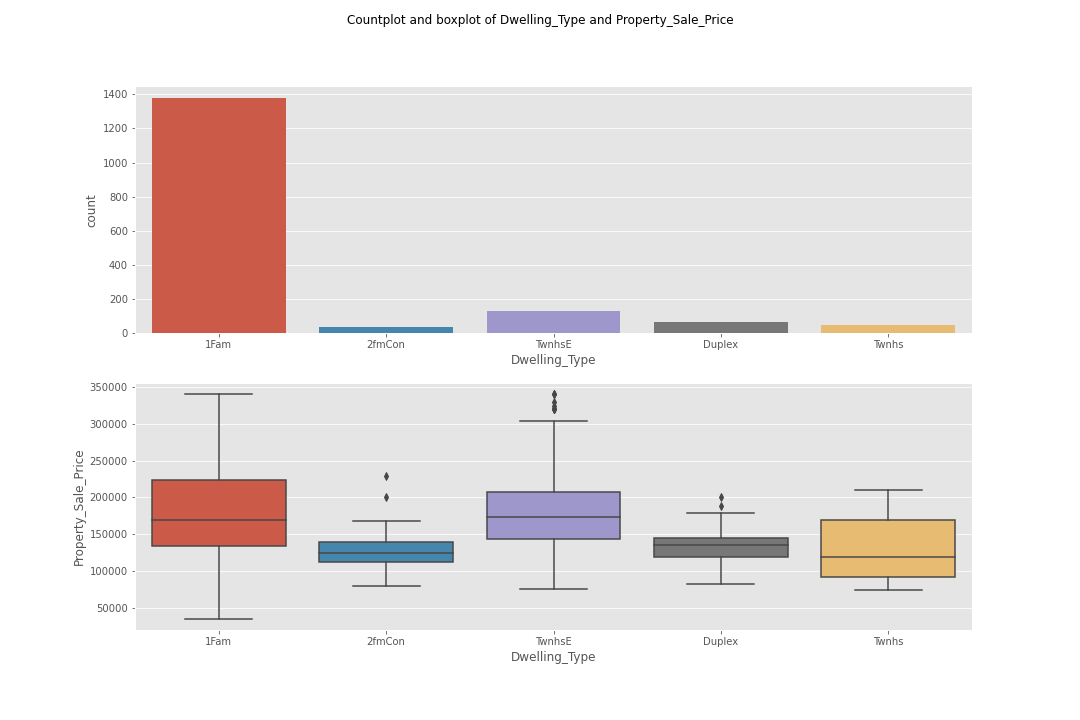 Countplot and boxplot of Dwelling_Type and Property_Sale_Price
1400
1200
1000
800
600
400
200
0
count
1Fam 2fmCon TwnhsE Duplex Twnhs
Dwelling_Type
350000
300000
250000
200000
150000
100000
50000
Property_Sale_Price
1Fam 2fmCon TwnhsE Duplex Twnhs
Dwelling_Type